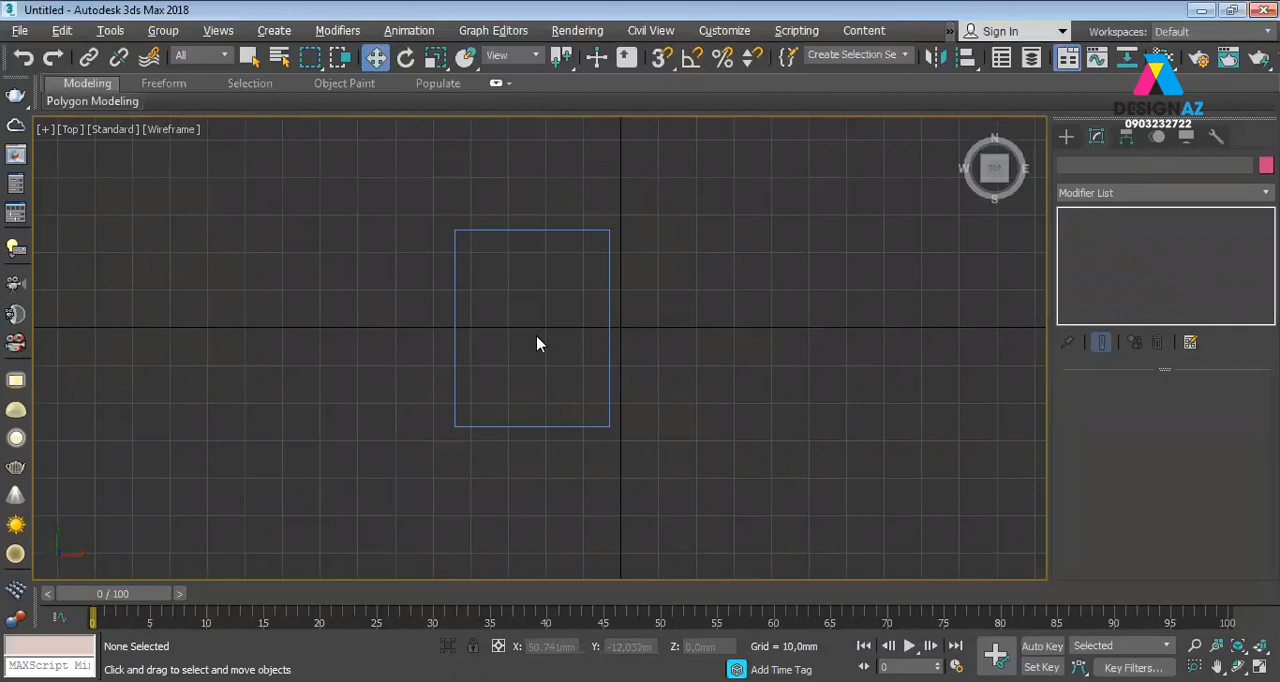 Untitled - Autodesk 3ds Max 2018
File Edit Tools Group Views Create Modifiers Animation Graph Editors Rendering Civil View Customize Scripting Content » Sign In Workspaces: Default
All View Create Selection Se
Modeling Freeform Selection Object Paint Populate
Polygon Modeling
DESIGNAZ
0903232722
[+] [Top] [Standard] [Wireframe]
N
W TOP E
S
Modifier List
< 0 / 100 >
0 5 10 15 20 25 30 35 40 45 50 55 60 65 70 75 80 85 90 95 100
None Selected X: 50.741mm Y: -12,037mm Z: 0,0mm Grid = 10,0mm Auto Key Selected
MAXScript Mi Click and drag to select and move objects Add Time Tag 0 Set Key Key Filters...